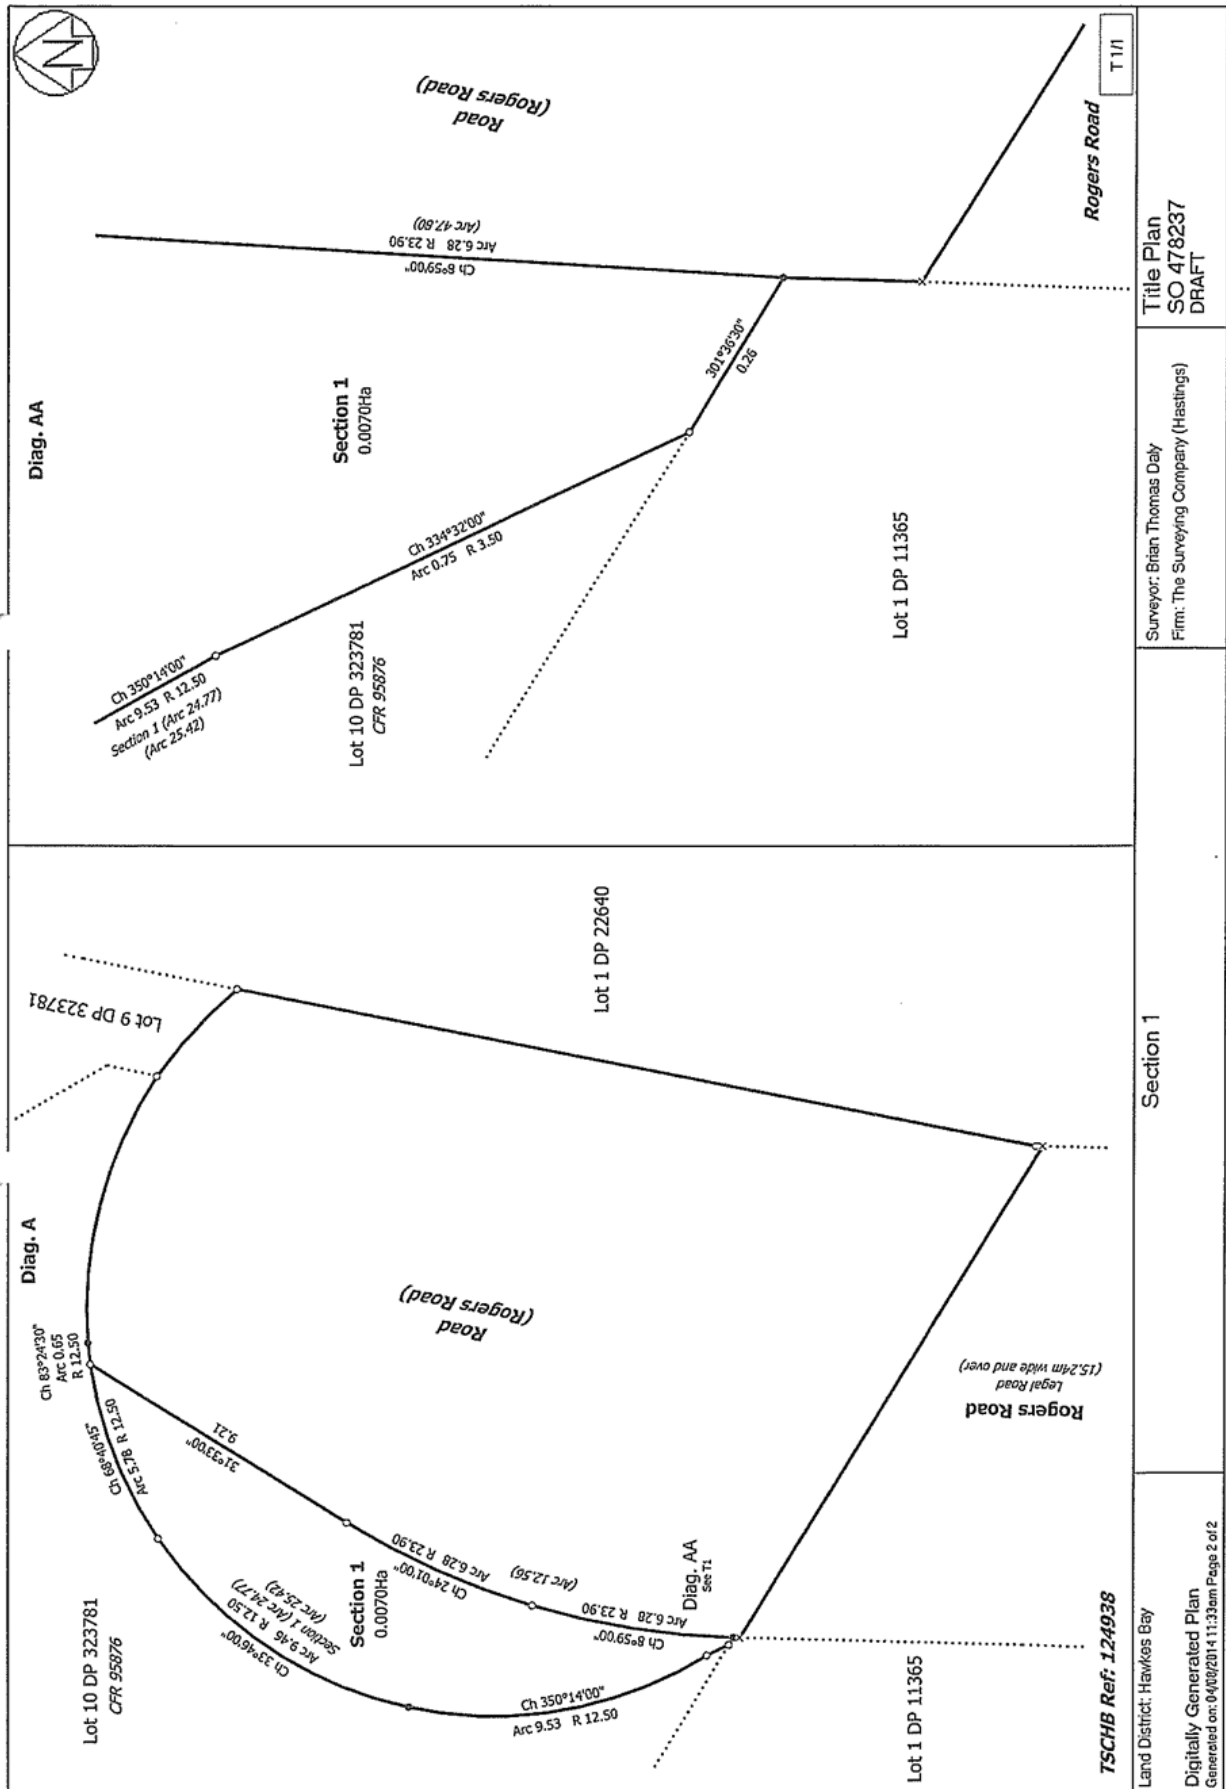 Diag. A
Lot 9 DP 323781
Ch 83°24'30"
Arc 0.65
R 12.50
Ch 68°40'45"
Arc 5.78 R 12.50
Lot 10 DP 323781
CFR 95876
31°33'00"
9.21
Ch 33°46'00"
Arc 9.46 R 12.50
Section 1 (Arc 24.77)
(Arc 25.42)
Section 1
0.0070Ha
Ch 24°01'00"
Arc 6.28 R 23.90
(Arc 12.56)
Ch 8°59'00"
Arc 6.28 R 23.90
Diag. AA
See T1
Ch 350°14'00"
Arc 9.53 R 12.50
Road
(Rogers Road)
Lot 1 DP 22640
Rogers Road
Legal Road
(15.24m wide and over)
Lot 1 DP 11365
TSCHB Ref: 124938
Diag. AA
N
Ch 350°14'00"
Arc 9.53 R 12.50
Section 1 (Arc 24.77)
(Arc 25.42)
Section 1
0.0070Ha
Ch 8°59'00"
Arc 6.28 R 23.90
(Arc 47.60)
Road
(Rogers Road)
Ch 334°32'00"
Arc 0.75 R 3.50
Lot 10 DP 323781
CFR 95876
301°36'30"
0.26
Lot 1 DP 11365
Rogers Road
T 1/1
Land District: Hawkes Bay
Digitally Generated Plan
Generated on: 04/08/2014 11:33am Page 2 of 2
Section 1
Surveyor: Brian Thomas Daly
Firm: The Surveying Company (Hastings)
Title Plan
SO 478237
DRAFT